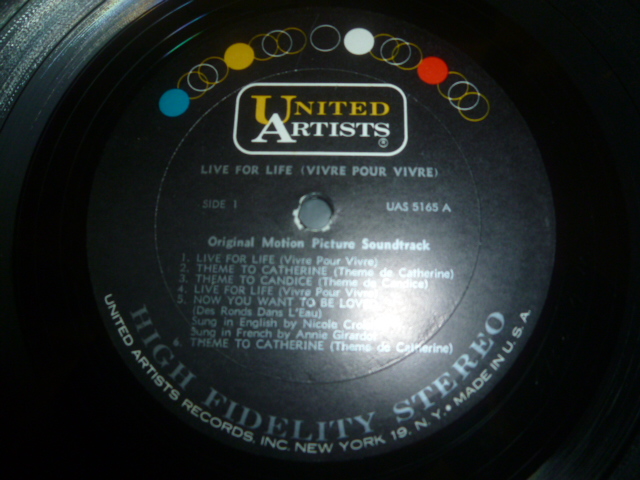 UNITED
ARTISTS
®
LIVE FOR LIFE (VIVRE POUR VIVRE)
SIDE 1
UAS 5165 A
Original Motion Picture Soundtrack
1. LIVE FOR LIFE (Vivre Pour Vivre)
2. THEME TO CATHERINE (Theme de Catherine)
3. THEME TO CANDICE (Theme de Candice)
4. LIVE FOR LIFE (Vivre Pour Vivre)
5. NOW YOU WANT TO BE
(Des Ronds Dans L'Eau)
Sung in English by Nicole
Sung in French by Annie Girardot
THEME TO CATHERINE (Theme de Catherine)
HIGH FIDELITY STEREO
UNITED ARTISTS RECORDS, INC. NEW YORK 19, N.Y. • MADE IN U.S.A.